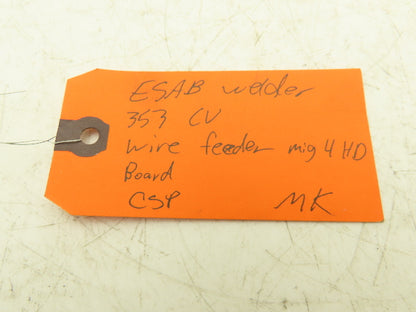 ESAB welder
353 CV
wire feeder mig 4 HD
Board
CSP MK